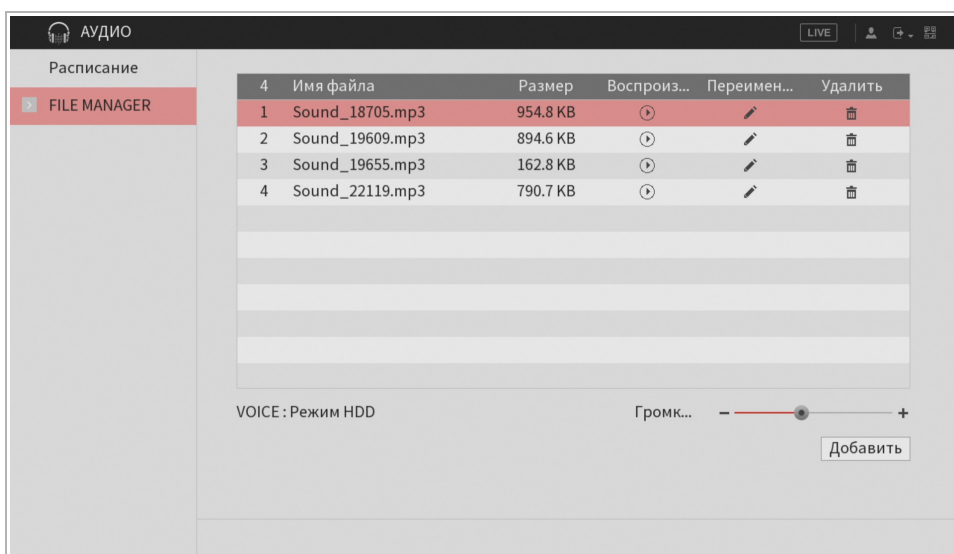 АУДИО LIVE
Расписание
FILE MANAGER
4 Имя файла Размер Воспроиз... Переимен... Удалить
1 Sound_18705.mp3 954.8 KB
2 Sound_19609.mp3 894.6 KB
3 Sound_19655.mp3 162.8 KB
4 Sound_22119.mp3 790.7 KB
VOICE : Режим HDD Громк... − +
Добавить